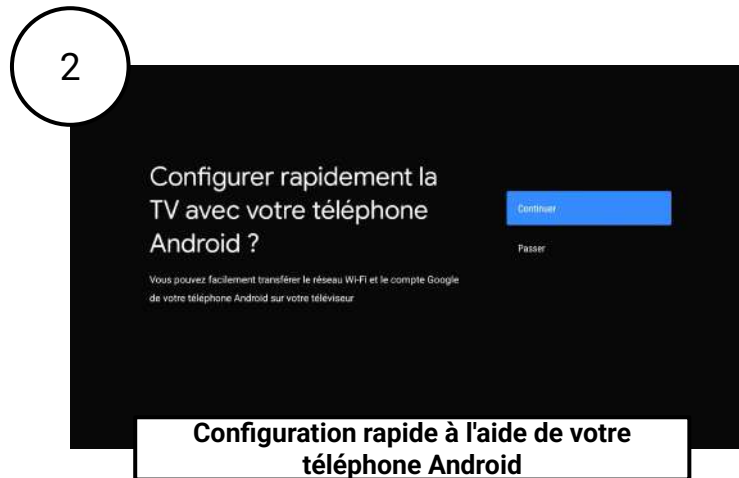 2
Configurer rapidement la
TV avec votre téléphone
Android ?
Vous pouvez facilement transférer le réseau Wi-Fi et le compte Google
de votre téléphone Android sur votre téléviseur
Continuer
Passer
Configuration rapide à l'aide de votre
téléphone Android